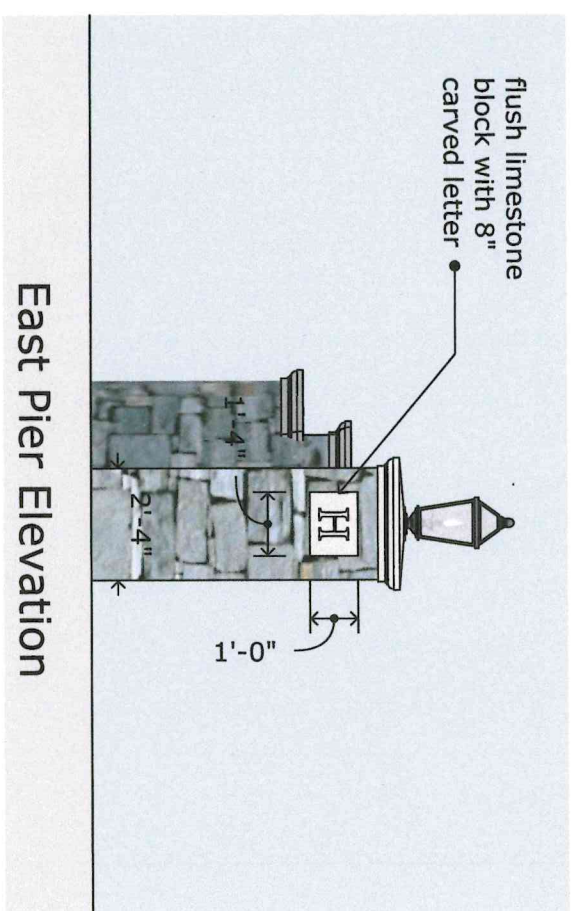 flush limestone
block with 8"
carved letter
H
1'-0"
1'-4"
2'-4"
East Pier Elevation